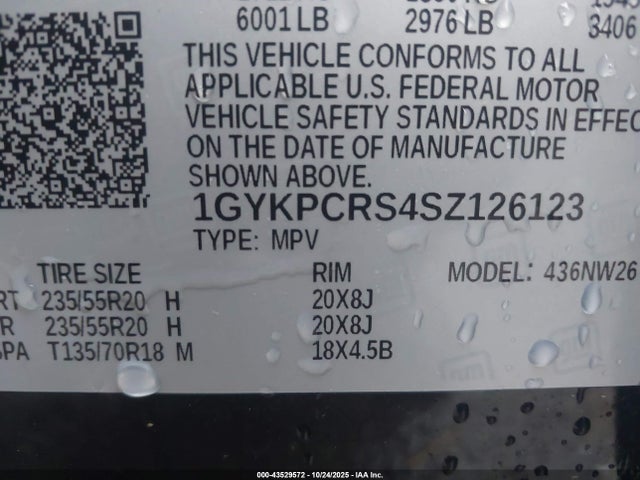 6001 LB 2976 LB 3406
THIS VEHICLE CONFORMS TO ALL
APPLICABLE U.S. FEDERAL MOTOR
VEHICLE SAFETY STANDARDS IN EFFEC
ON THE DATE OF MANUFACTURE
SHOWN ABOVE.
1GYKPCRS4SZ126123
TYPE: MPV
TIRE SIZE RIM MODEL: 436NW26
RT 235/55R20 H 20X8J
R 235/55R20 H 20X8J
SPA T135/70R18 M 18X4.5B
000-43529572 - 10/24/2025 - IAA Inc.